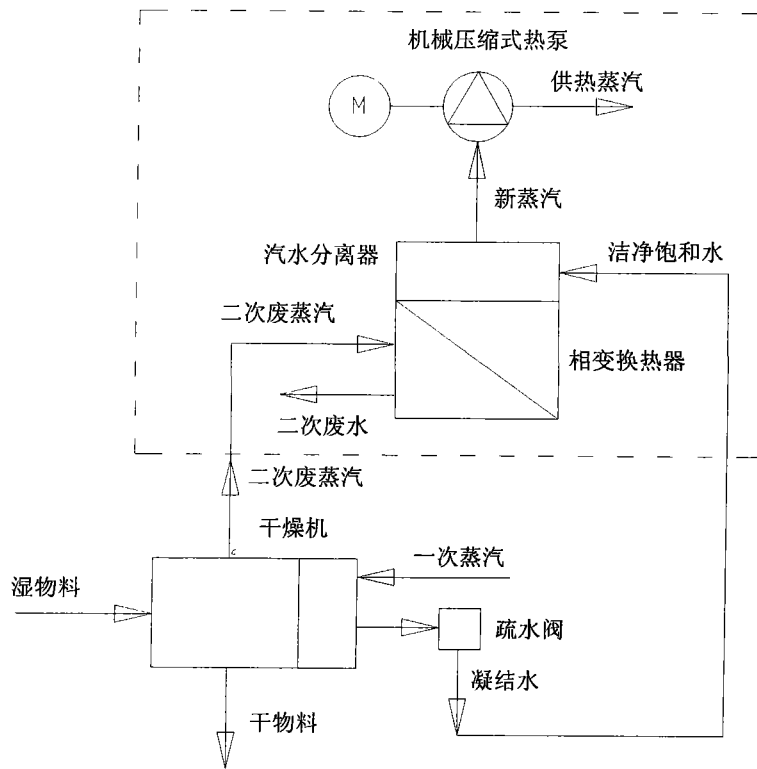 机械压缩式热泵
供热蒸汽
M
新蒸汽
汽水分离器
洁净饱和水
二次废蒸汽
相变换热器
二次废水
二次废蒸汽
干燥机
一次蒸汽
湿物料
疏水阀
凝结水
干物料